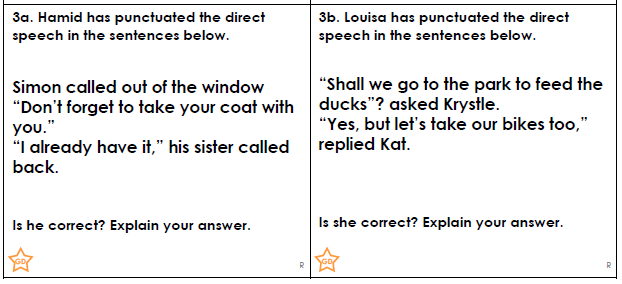 3a. Hamid has punctuated the direct
speech in the sentences below.
Simon called out of the window
“Don’t forget to take your coat with
you.”
“I already have it,” his sister called
back.
Is he correct? Explain your answer.
GD
R
3b. Louisa has punctuated the direct
speech in the sentences below.
“Shall we go to the park to feed the
ducks”? asked Krystle.
“Yes, but let’s take our bikes too,”
replied Kat.
Is she correct? Explain your answer.
GD
R